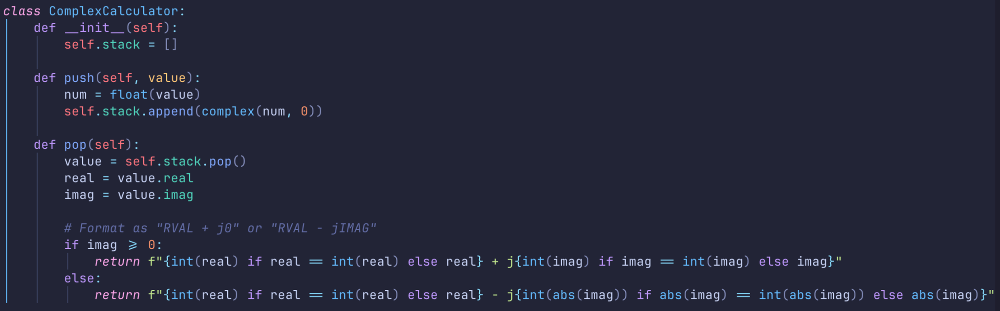 class ComplexCalculator:
    def __init__(self):
        self.stack = []

    def push(self, value):
        num = float(value)
        self.stack.append(complex(num, 0))

    def pop(self):
        value = self.stack.pop()
        real = value.real
        imag = value.imag

        # Format as "RVAL + j0" or "RVAL - jIMAG"
        if imag >= 0:
            return f"{int(real) if real == int(real) else real} + j{int(imag) if imag == int(imag) else imag}"
        else:
            return f"{int(real) if real == int(real) else real} - j{int(abs(imag)) if abs(imag) == int(abs(imag)) else abs(imag)}"